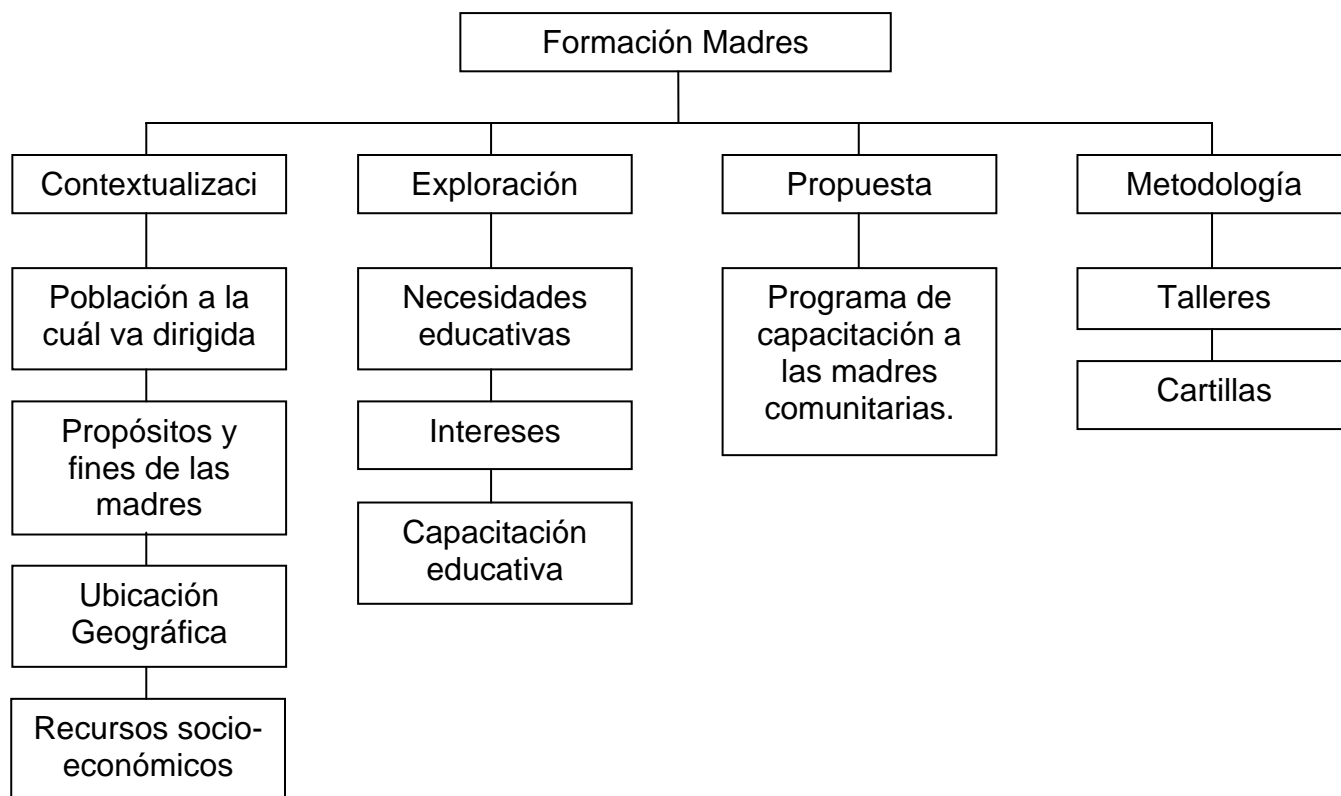 Formación Madres
Contextualizaci
Exploración
Propuesta
Metodología
Población a la
cuál va dirigida
Propósitos y
fines de las
madres
Ubicación
Geográfica
Recursos socio-
económicos
Necesidades
educativas
Intereses
Capacitación
educativa
Programa de
capacitación a
las madres
comunitarias.
Talleres
Cartillas